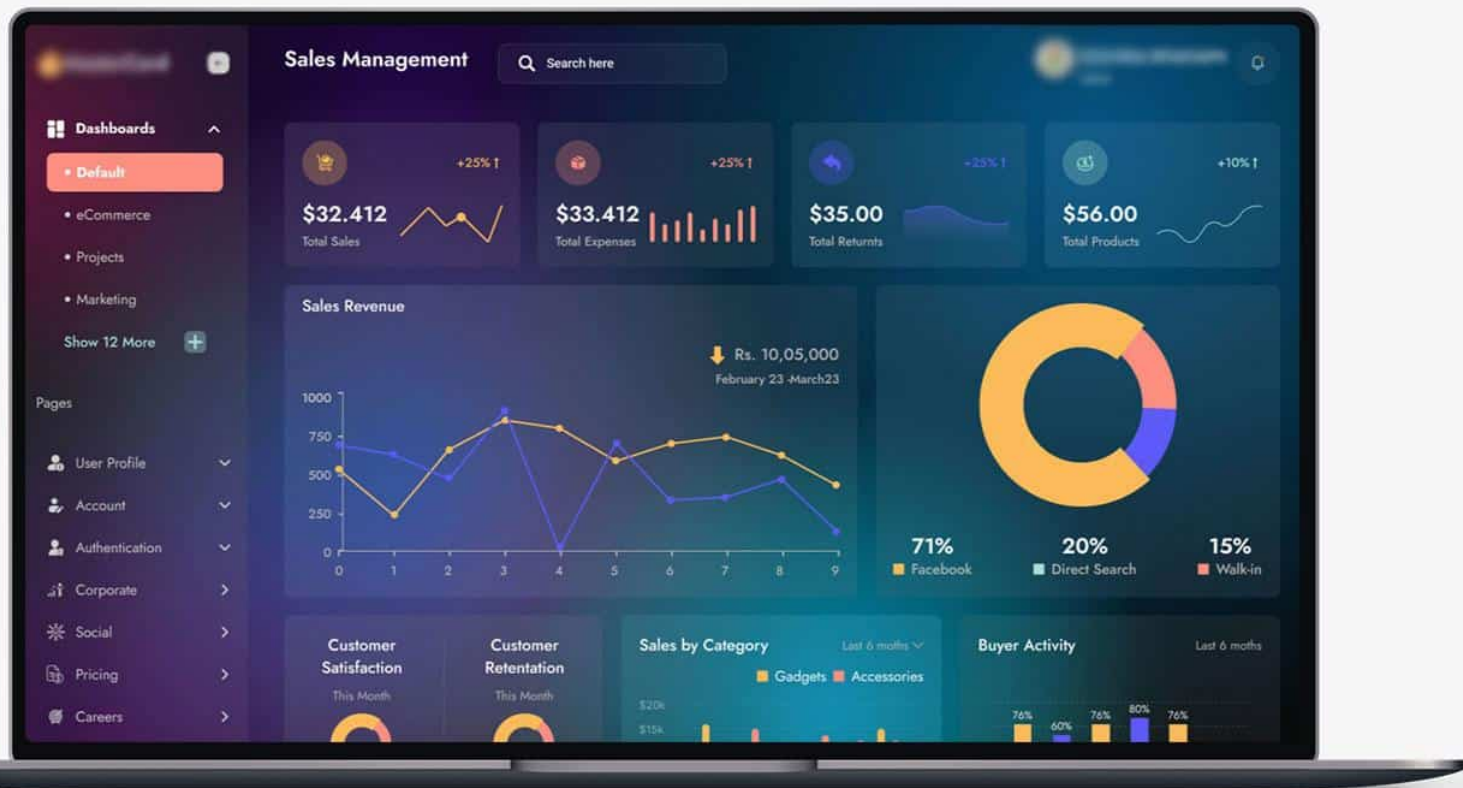 Sales Management
Search here
Dashboards
Default
eCommerce
Projects
Marketing
Show 12 More
Pages
User Profile
Account
Authentication
Corporate
Social
Pricing
Careers
+25%↑
$32.412
Total Sales
+25%↑
$33.412
Total Expenses
+25%↑
$35.00
Total Returnts
+10%↑
$56.00
Total Products
Sales Revenue
Rs. 10,05,000
February 23 -March23
1000
750
500
250
0
0 1 2 3 4 5 6 7 8 9
71% 20% 15%
Facebook Direct Search Walk-in
Customer
Satisfaction
This Month
Customer
Retentation
This Month
Sales by Category
Last 6 moths
Gadgets Accessories
$20k
$15k
Buyer Activity
Last 6 moths
76% 60% 76% 80% 76%